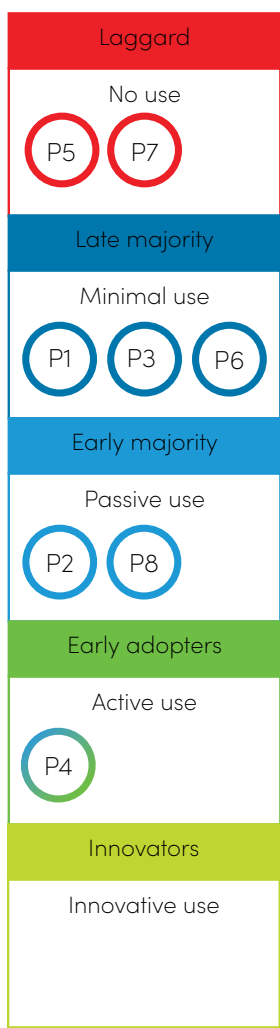 Laggard
No use
P5 P7
Late majority
Minimal use
P1 P3 P6
Early majority
Passive use
P2 P8
Early adopters
Active use
P4
Innovators
Innovative use